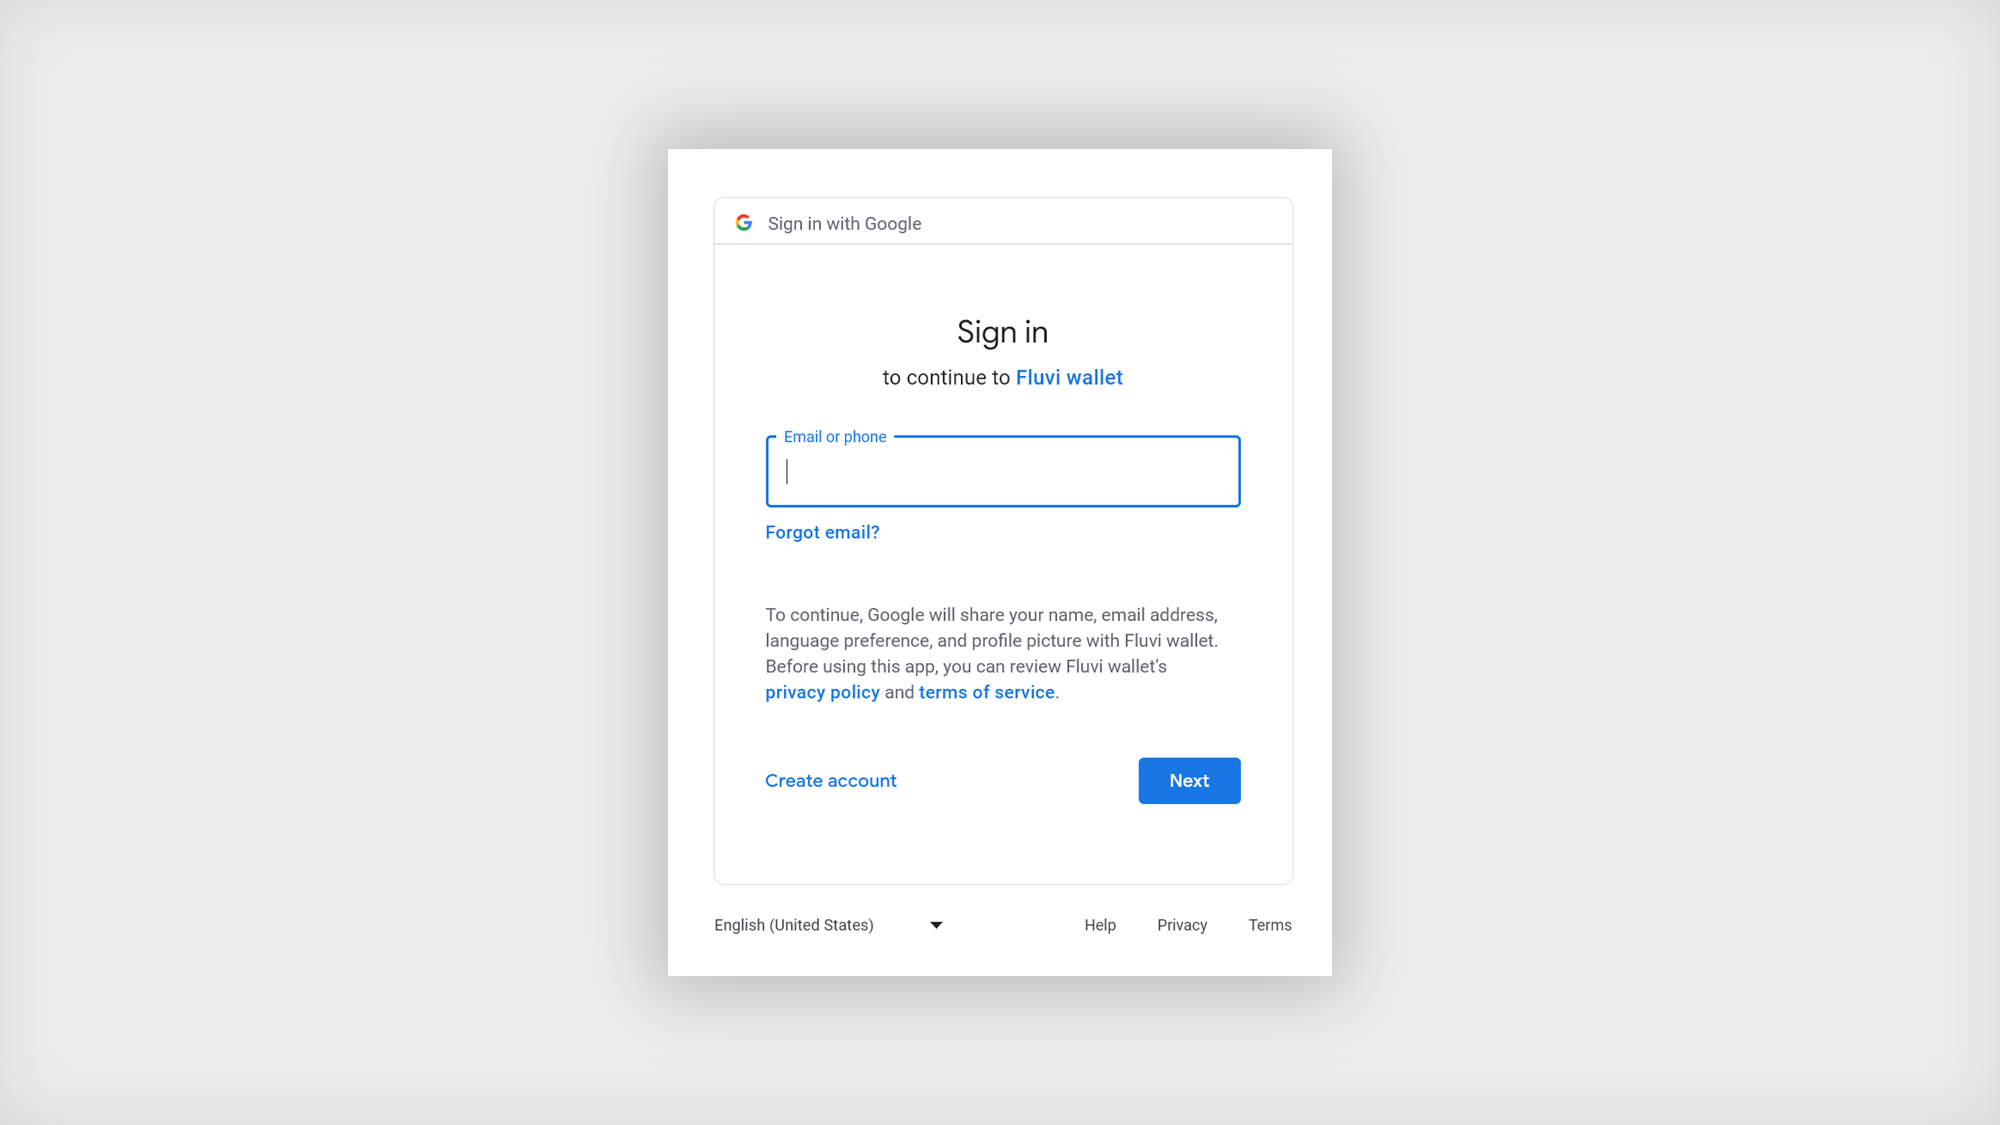 Sign in with Google
Sign in
to continue to Fluvi wallet
Email or phone
Forgot email?
To continue, Google will share your name, email address,
language preference, and profile picture with Fluvi wallet.
Before using this app, you can review Fluvi wallet’s
privacy policy and terms of service.
Create account
Next
English (United States)
Help
Privacy
Terms